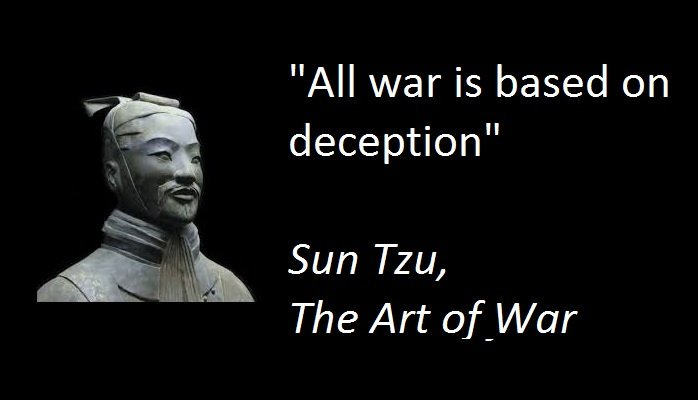 "All war is based on
deception"
Sun Tzu,
The Art of War